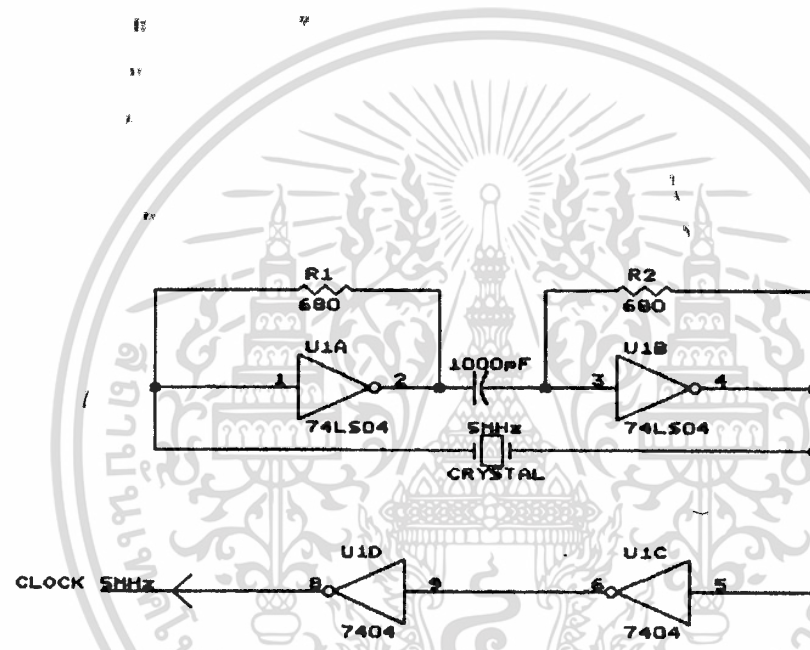 R1
680
R2
680
U1A
1 2
74LS04
1000pF
U1B
3 4
74LS04
5MHz
CRYSTAL
U1D
8 9
7404
U1C
6 5
7404
CLOCK 5MHz